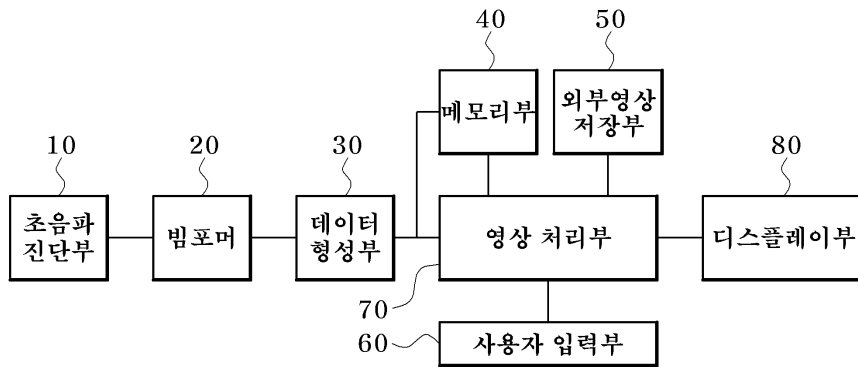 40
50
메모리부
외부영상
저장부
10
20
30
80
초음파
진단부
빔포머
데이터
형성부
영상 처리부
디스플레이부
70
60
사용자 입력부